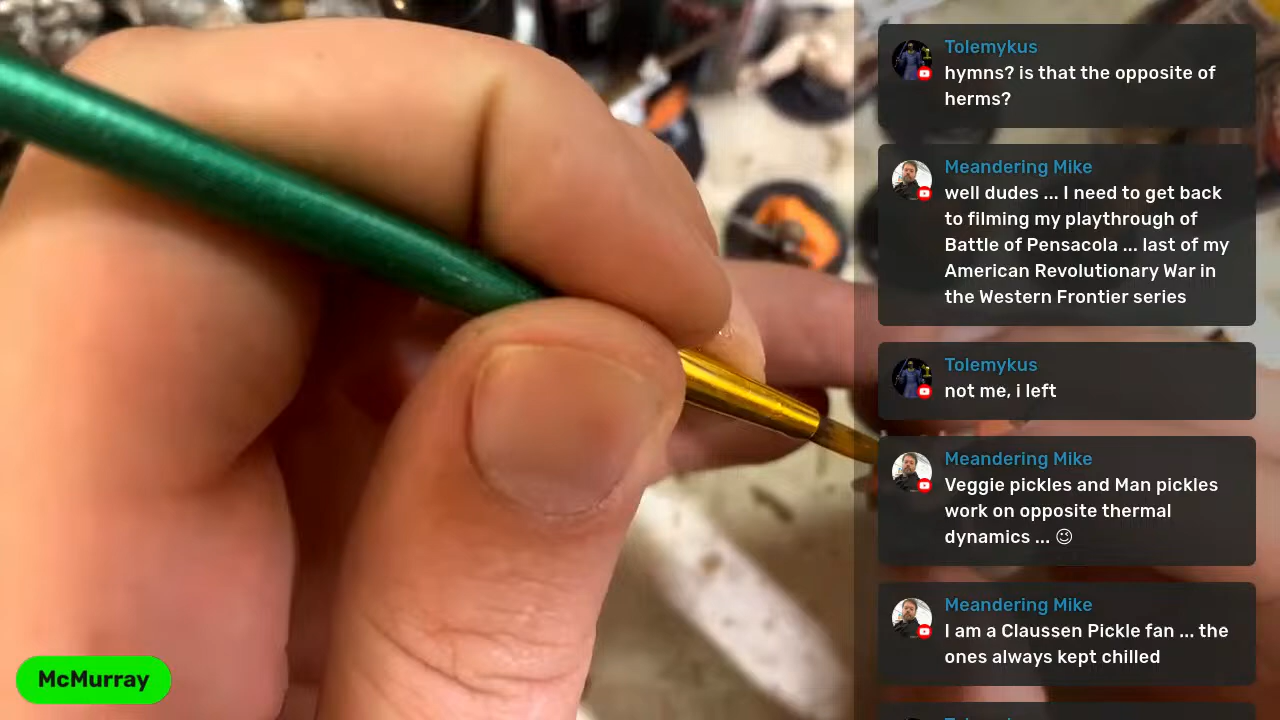 Tolemykus
hymns? is that the opposite of
herms?
Meandering Mike
well dudes ... I need to get back
to filming my playthrough of
Battle of Pensacola ... last of my
American Revolutionary War in
the Western Frontier series
Tolemykus
not me, i left
Meandering Mike
Veggie pickles and Man pickles
work on opposite thermal
dynamics ... 😉
Meandering Mike
I am a Claussen Pickle fan ... the
ones always kept chilled
McMurray